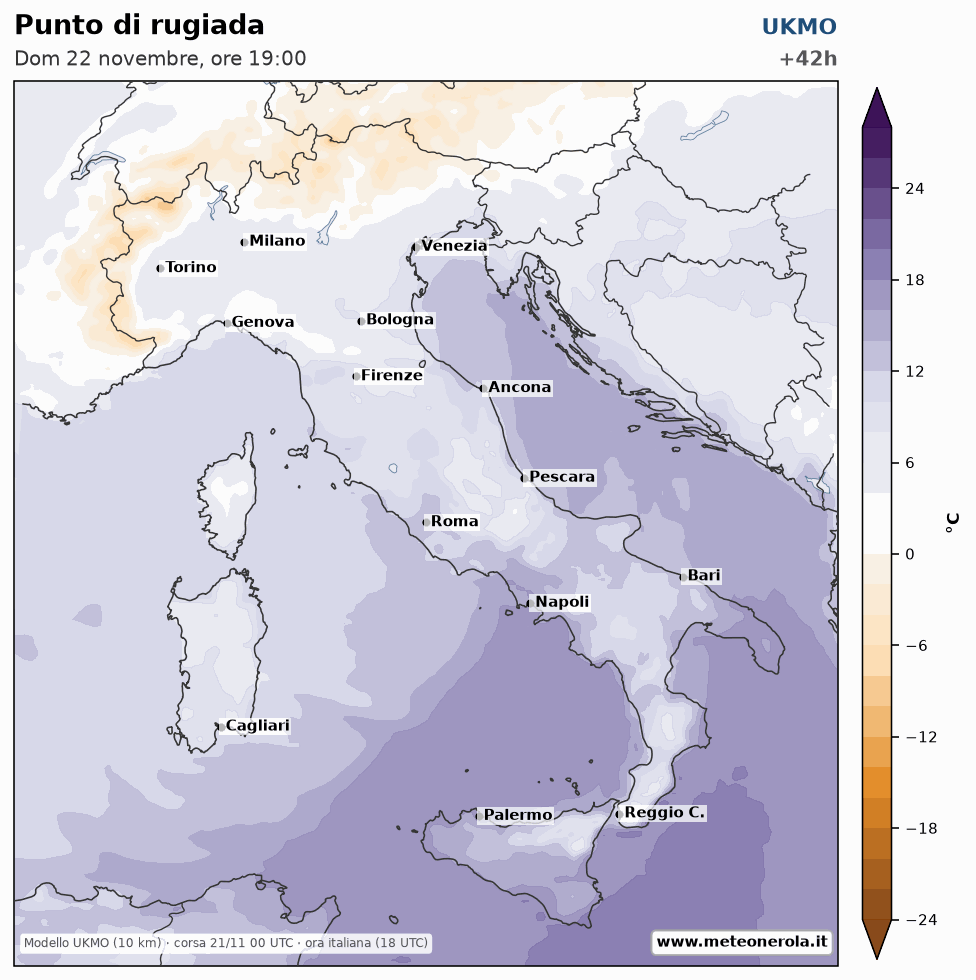 Punto di rugiada
UKMO
Dom 22 novembre, ore 19:00
+42h
Milano
Venezia
Torino
Genova
Bologna
Firenze
Ancona
Pescara
Roma
Bari
Napoli
Cagliari
Palermo
Reggio C.
24
18
12
6
0
−6
−12
−18
−24
°C
Modello UKMO (10 km) · corsa 21/11 00 UTC · ora italiana (18 UTC)
www.meteonerola.it